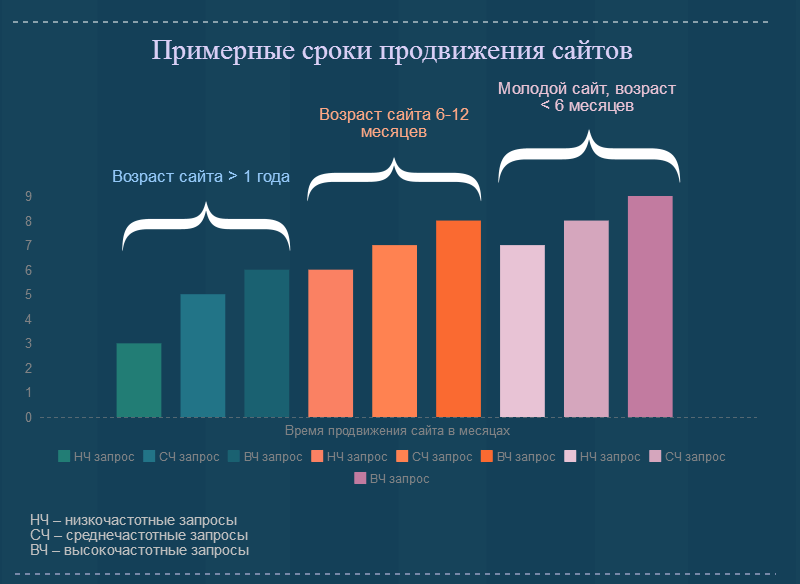 Примерные сроки продвижения сайтов
Молодой сайт, возраст
< 6 месяцев
Возраст сайта 6-12
месяцев
Возраст сайта > 1 года
9
8
7
6
5
4
3
2
1
0
Время продвижения сайта в месяцах
НЧ запрос СЧ запрос ВЧ запрос НЧ запрос СЧ запрос ВЧ запрос НЧ запрос СЧ запрос
ВЧ запрос
НЧ – низкочастотные запросы
СЧ – среднечастотные запросы
ВЧ – высокочастотные запросы